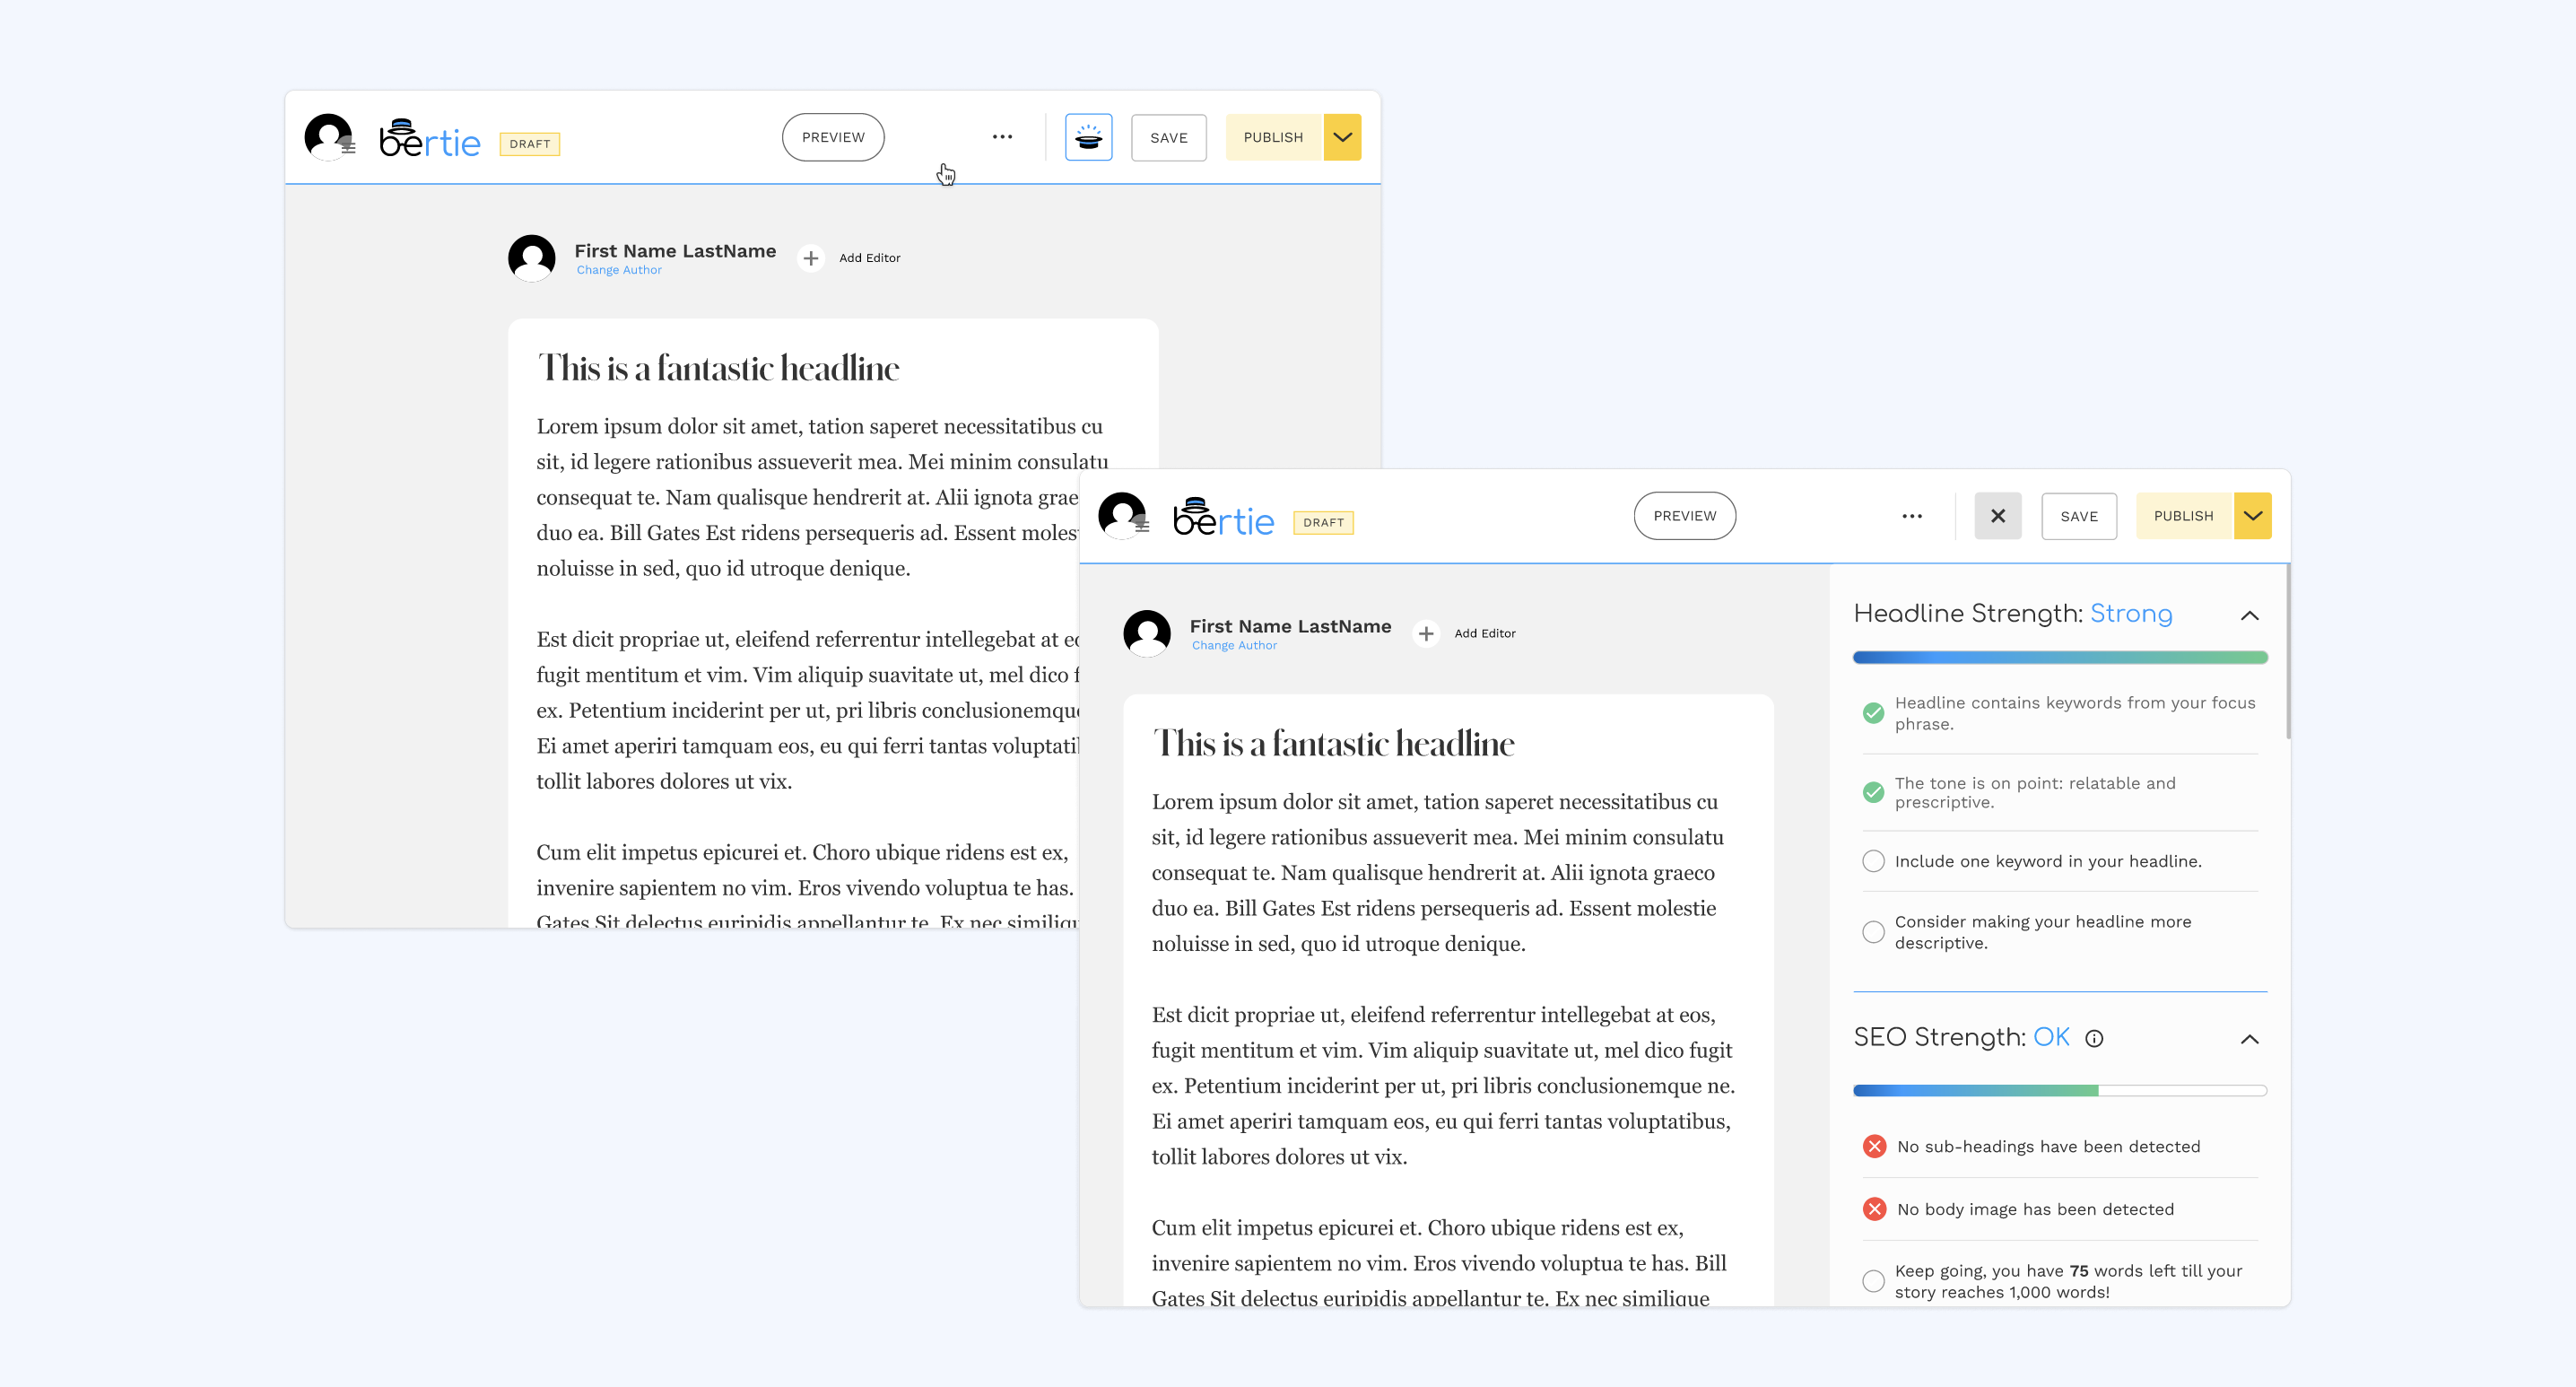 bertie
DRAFT
PREVIEW
SAVE
PUBLISH
First Name LastName
Change Author
Add Editor
This is a fantastic headline
Lorem ipsum dolor sit amet, tation saperet necessitatibus cu
sit, id legere rationibus assueverit mea. Mei minim consulatu
consequat te. Nam qualisque hendrerit at. Alii ignota grae
duo ea. Bill Gates Est ridens persequeris ad. Essent moles
noluisse in sed, quo id utroque denique.
Est dicit propriae ut, eleifend referrentur intellegebat at eo
fugit mentitum et vim. Vim aliquip suavitate ut, mel dico f
ex. Petentium inciderint per ut, pri libris conclusionemqu
Ei amet aperiri tamquam eos, eu qui ferri tantas voluptati
tollit labores dolores ut vix.
Cum elit impetus epicurei et. Choro ubique ridens est ex,
invenire sapientem no vim. Eros vivendo voluptua te has.
Gates Sit delectus euripidis appellantur te. Ex nec similiq
bertie
DRAFT
PREVIEW
SAVE
PUBLISH
First Name LastName
Change Author
Add Editor
This is a fantastic headline
Lorem ipsum dolor sit amet, tation saperet necessitatibus cu
sit, id legere rationibus assueverit mea. Mei minim consulatu
consequat te. Nam qualisque hendrerit at. Alii ignota graeco
duo ea. Bill Gates Est ridens persequeris ad. Essent molestie
noluisse in sed, quo id utroque denique.
Est dicit propriae ut, eleifend referrentur intellegebat at eos,
fugit mentitum et vim. Vim aliquip suavitate ut, mel dico fugit
ex. Petentium inciderint per ut, pri libris conclusionemque ne.
Ei amet aperiri tamquam eos, eu qui ferri tantas voluptatibus,
tollit labores dolores ut vix.
Cum elit impetus epicurei et. Choro ubique ridens est ex,
invenire sapientem no vim. Eros vivendo voluptua te has. Bill
Gates Sit delectus euripidis appellantur te. Ex nec similique
Headline Strength: Strong
Headline contains keywords from your focus
phrase.
The tone is on point: relatable and
prescriptive.
Include one keyword in your headline.
Consider making your headline more
descriptive.
SEO Strength: OK
No sub-headings have been detected
No body image has been detected
Keep going, you have 75 words left till your
story reaches 1,000 words!